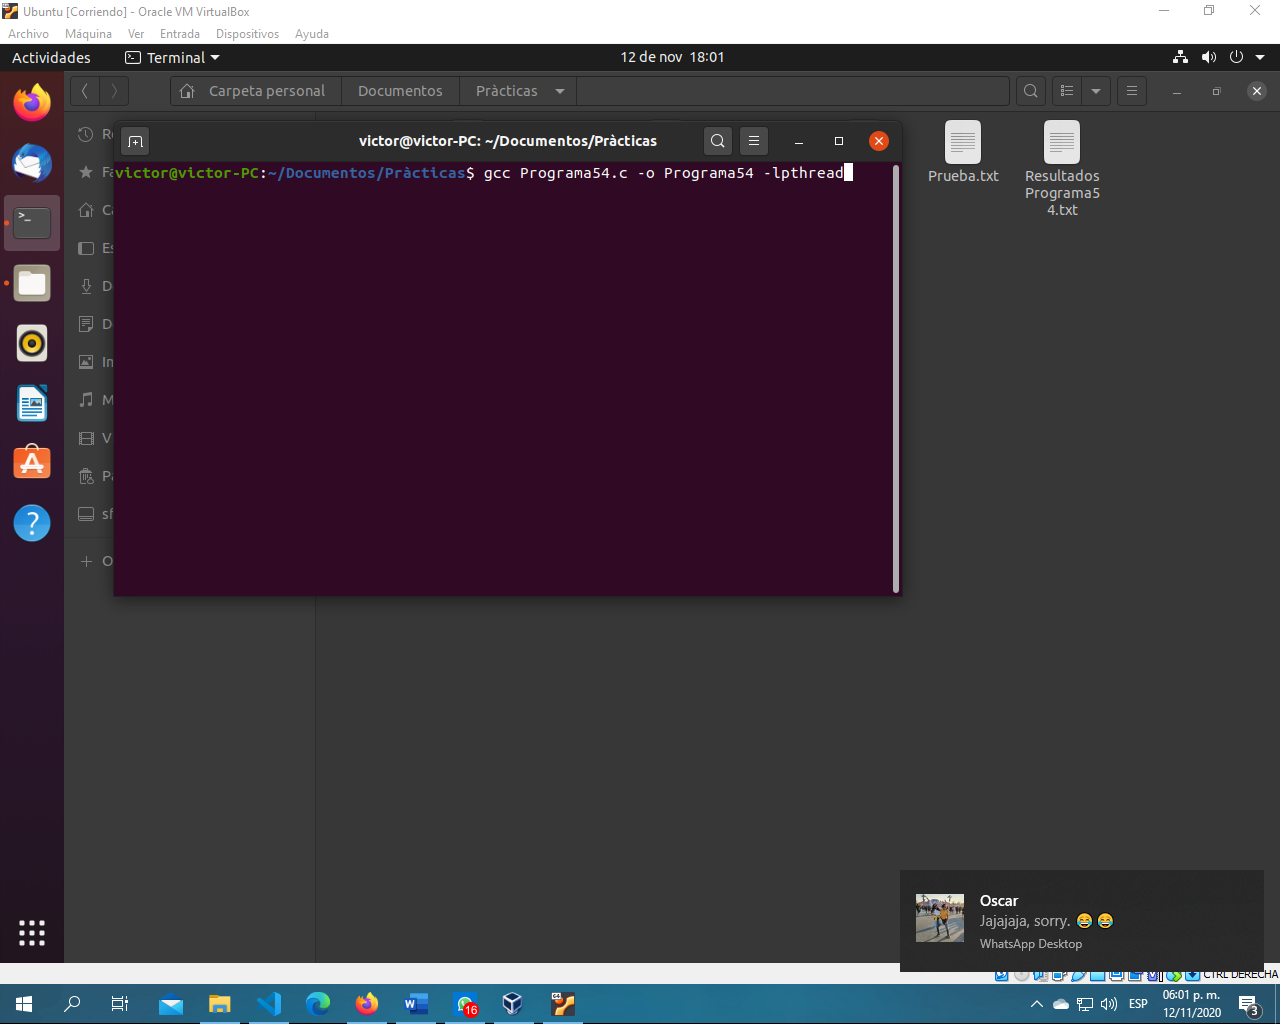 Ubuntu [Corriendo] - Oracle VM VirtualBox
Archivo Máquina Ver Entrada Dispositivos Ayuda
Actividades Terminal 12 de nov 18:01
Carpeta personal Documentos Pràcticas
victor@victor-PC: ~/Documentos/Pràcticas
victor@victor-PC:~/Documentos/Pràcticas$ gcc Programa54.c -o Programa54 -lpthread
Prueba.txt
Resultados
Programa5
4.txt
Oscar
Jajajaja, sorry. 😂 😂
WhatsApp Desktop
CTRL DERECHA
16
ESP
06:01 p. m.
12/11/2020
3